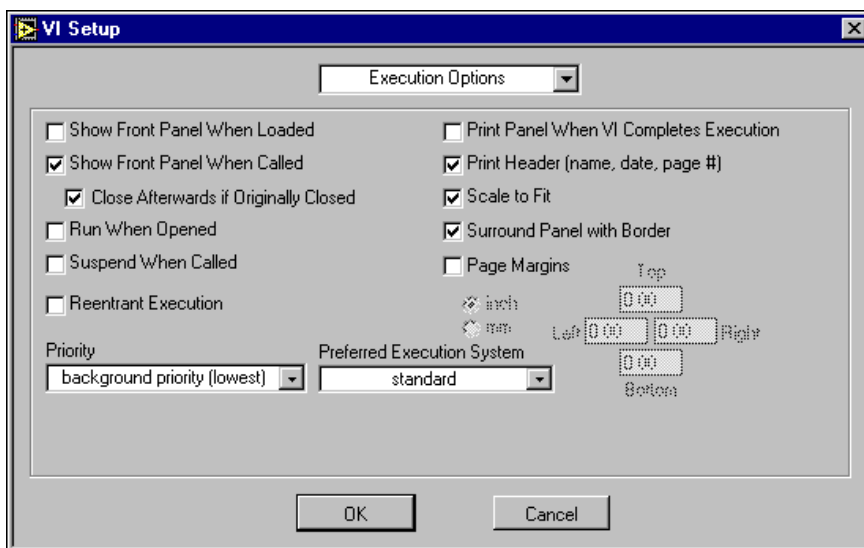 VI Setup
Execution Options
Show Front Panel When Loaded
Show Front Panel When Called
Close Afterwards if Originally Closed
Run When Opened
Suspend When Called
Reentrant Execution
Priority
background priority (lowest)
Preferred Execution System
standard
Print Panel When VI Completes Execution
Print Header (name, date, page #)
Scale to Fit
Surround Panel with Border
Page Margins
inch
mm
Top
0.00
Left 0.00 0.00 Right
0.00
Bottom
OK
Cancel